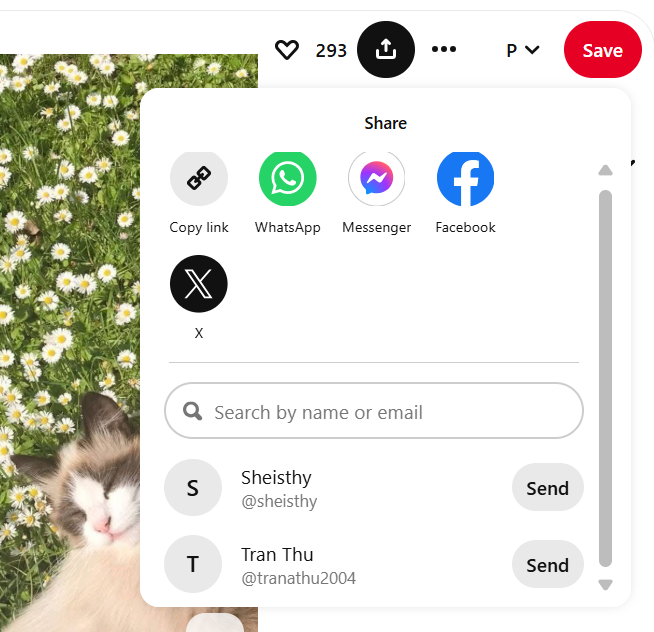 293
P
Save
Share
Copy link
WhatsApp
Messenger
Facebook
X
Search by name or email
S
Sheisthy
@sheisthy
Send
T
Tran Thu
@tranathu2004
Send